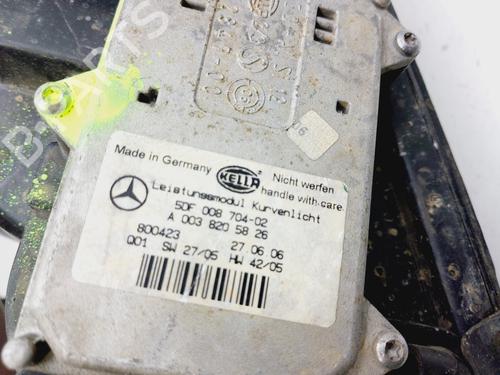 Made in Germany HELLA Nicht werfen
handle with care
Leistungsmodul Kurvenlicht
5DF 008 704-02
A 003 820 58 26
800423 27.06.06
Q01 SW 27/05 HW 42/05